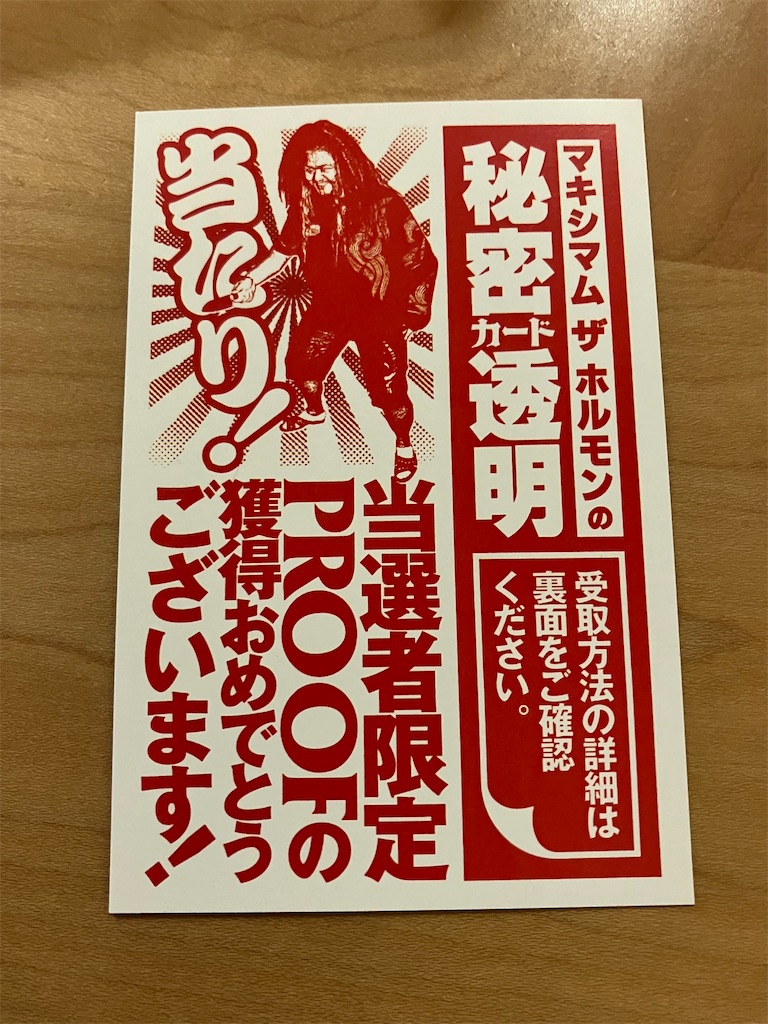 マキシマム ザ ホルモンの
秘密カード透明
受取方法の詳細は
裏面をご確認
ください。
当たり!
当選者限定
PROOFの
獲得おめでとう
ございます!